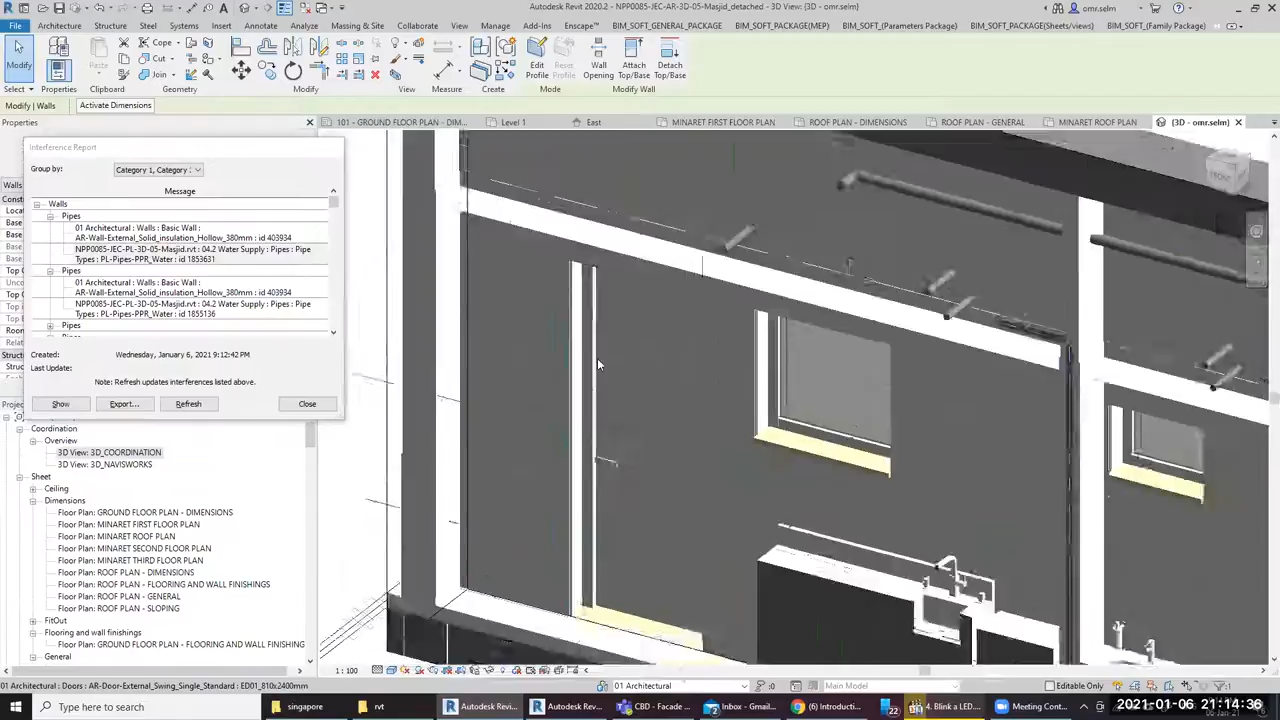 Autodesk Revit 2020.2 - NPP0085-JEC-AR-3D-05-Masjid_detached - 3D View: {3D - omr.selm}
omr.selm
File Architecture Structure Steel Systems Insert Annotate Analyze Massing & Site Collaborate View Manage Add-Ins Enscape™ BIM_SOFT_GENERAL_PACKAGE BIM_SOFT_PACKAGE(MEP) BIM_SOFT_(Parameters Package) BIM_SOFT_PACKAGE(Sheets/views) BIM_SOFT_(Family Package)
Modify Paste Cope Cut Join Edit Profile Reset Profile Wall Opening Attach Top/Base Detach Top/Base
Select Properties Clipboard Geometry Modify View Measure Create Mode Modify Wall
Modify | Walls Activate Dimensions
Properties
101 - GROUND FLOOR PLAN - DIM... Level 1 East MINARET FIRST FLOOR PLAN ROOF PLAN - DIMENSIONS ROOF PLAN - GENERAL MINARET ROOF PLAN {3D - omr.selm}
Interference Report
Group by: Category 1, Category
Message
Walls
Pipes
01 Architectural : Walls : Basic Wall :
AR-Wall-External_Solid_insulation_Hollow_380mm : id 403934
NPP0085-JEC-PL-3D-05-Masjid.rvt : 04.2 Water Supply : Pipes : Pipe
Types : PL-Pipes-PPR_Water : id 1853631
Pipes
01 Architectural : Walls : Basic Wall :
AR-Wall-External_Solid_insulation_Hollow_380mm : id 403934
NPP0085-JEC-PL-3D-05-Masjid.rvt : 04.2 Water Supply : Pipes : Pipe
Types : PL-Pipes-PPR_Water : id 1855136
Pipes
Created: Wednesday, January 6, 2021 9:12:42 PM
Last Update:
Note: Refresh updates interferences listed above.
Show Export... Refresh Close
FRONT
Coordination
Overview
3D View: 3D_COORDINATION
3D View: 3D_NAVISWORKS
Sheet
Ceiling
Dimensions
Floor Plan: GROUND FLOOR PLAN - DIMENSIONS
Floor Plan: MINARET FIRST FLOOR PLAN
Floor Plan: MINARET ROOF PLAN
Floor Plan: MINARET SECOND FLOOR PLAN
Floor Plan: MINARET THIRD FLOOR PLAN
Floor Plan: ROOF PLAN - DIMENSIONS
Floor Plan: ROOF PLAN - FLOORING AND WALL FINISHINGS
Floor Plan: ROOF PLAN - GENERAL
Floor Plan: ROOF PLAN - SLOPING
FitOut
Flooring and wall finishings
Floor Plan: GROUND FLOOR PLAN - FLOORING AND WALL FINISHINGS
General
1 : 100
01 Architectural : Doors : AR-Door-External_Swing_Single_Standard : ED01_810x2400mm
01 Architectural :0 Main Model Editable Only :1
Type here to search singapore rvt Autodesk Revi... Autodesk Rev... CBD - Facade ... Inbox - Gmail... (6) Introducti... 22 4. Blink a LED... Meeting Cont...
2021-01-06 21:14:36